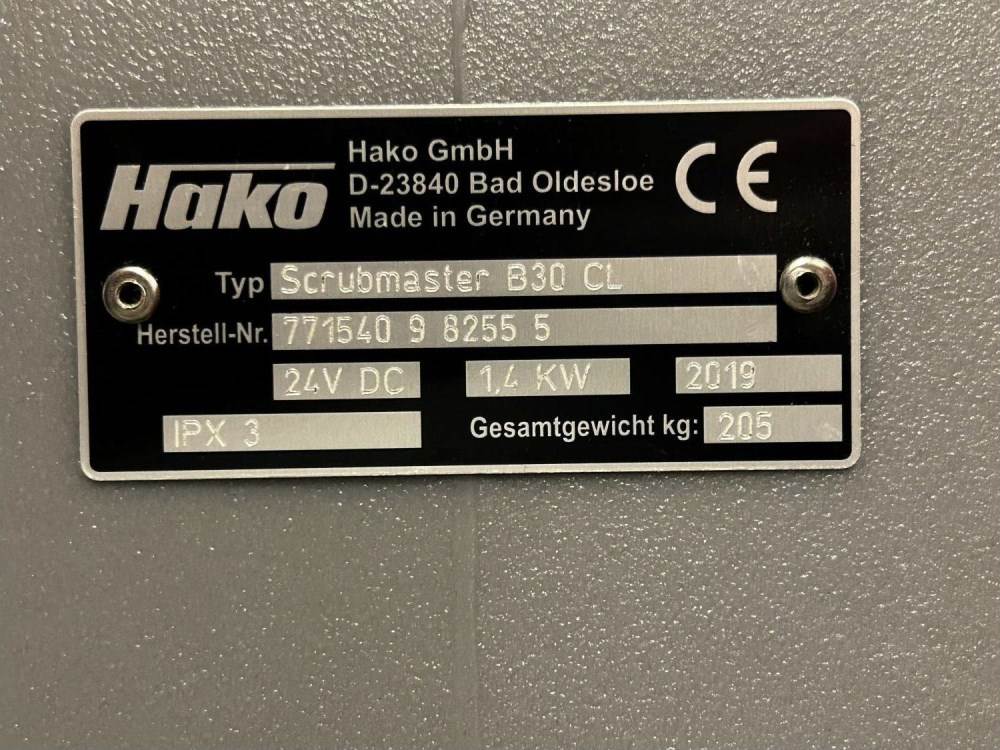 Hako
Hako GmbH
D-23840 Bad Oldesloe
Made in Germany
CE
Typ Scrubmaster B30 CL
Herstell-Nr. 771540 9 8255 5
24V DC 1,4 KW 2019
IPX 3 Gesamtgewicht kg: 205